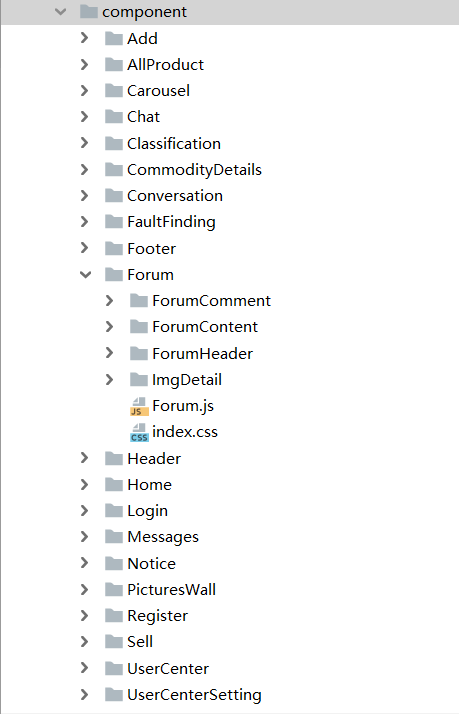 component
Add
AllProduct
Carousel
Chat
Classification
CommodityDetails
Conversation
FaultFinding
Footer
Forum
ForumComment
ForumContent
ForumHeader
ImgDetail
JS Forum.js
CSS index.css
Header
Home
Login
Messages
Notice
PicturesWall
Register
Sell
UserCenter
UserCenterSetting